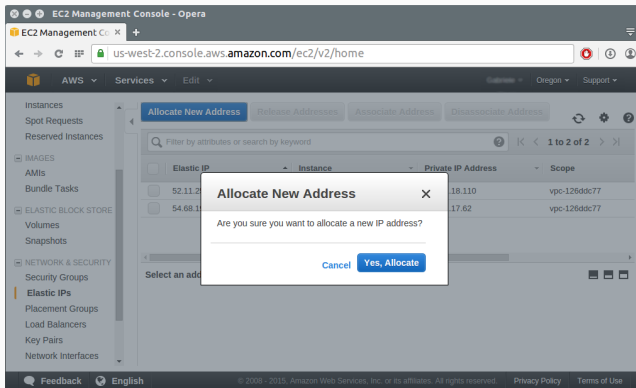 EC2 Management Console - Opera
EC2 Management Co
us-west-2.console.aws.amazon.com/ec2/v2/home
AWS Services Edit Oregon Support
Instances
Spot Requests
Reserved Instances
IMAGES
AMIs
Bundle Tasks
ELASTIC BLOCK STORE
Volumes
Snapshots
NETWORK & SECURITY
Security Groups
Elastic IPs
Placement Groups
Load Balancers
Key Pairs
Network Interfaces
Allocate New Address Release Addresses Associate Address Disassociate Address
Filter by attributes or search by keyword 1 to 2 of 2
Elastic IP Instance Private IP Address Scope
.18.110 vpc-126ddc77
.17.62 vpc-126ddc77
Allocate New Address
Are you sure you want to allocate a new IP address?
Cancel Yes, Allocate
Select an add
Feedback English © 2008 - 2015, Amazon Web Services, Inc. or its affiliates. All rights reserved. Privacy Policy Terms of Use